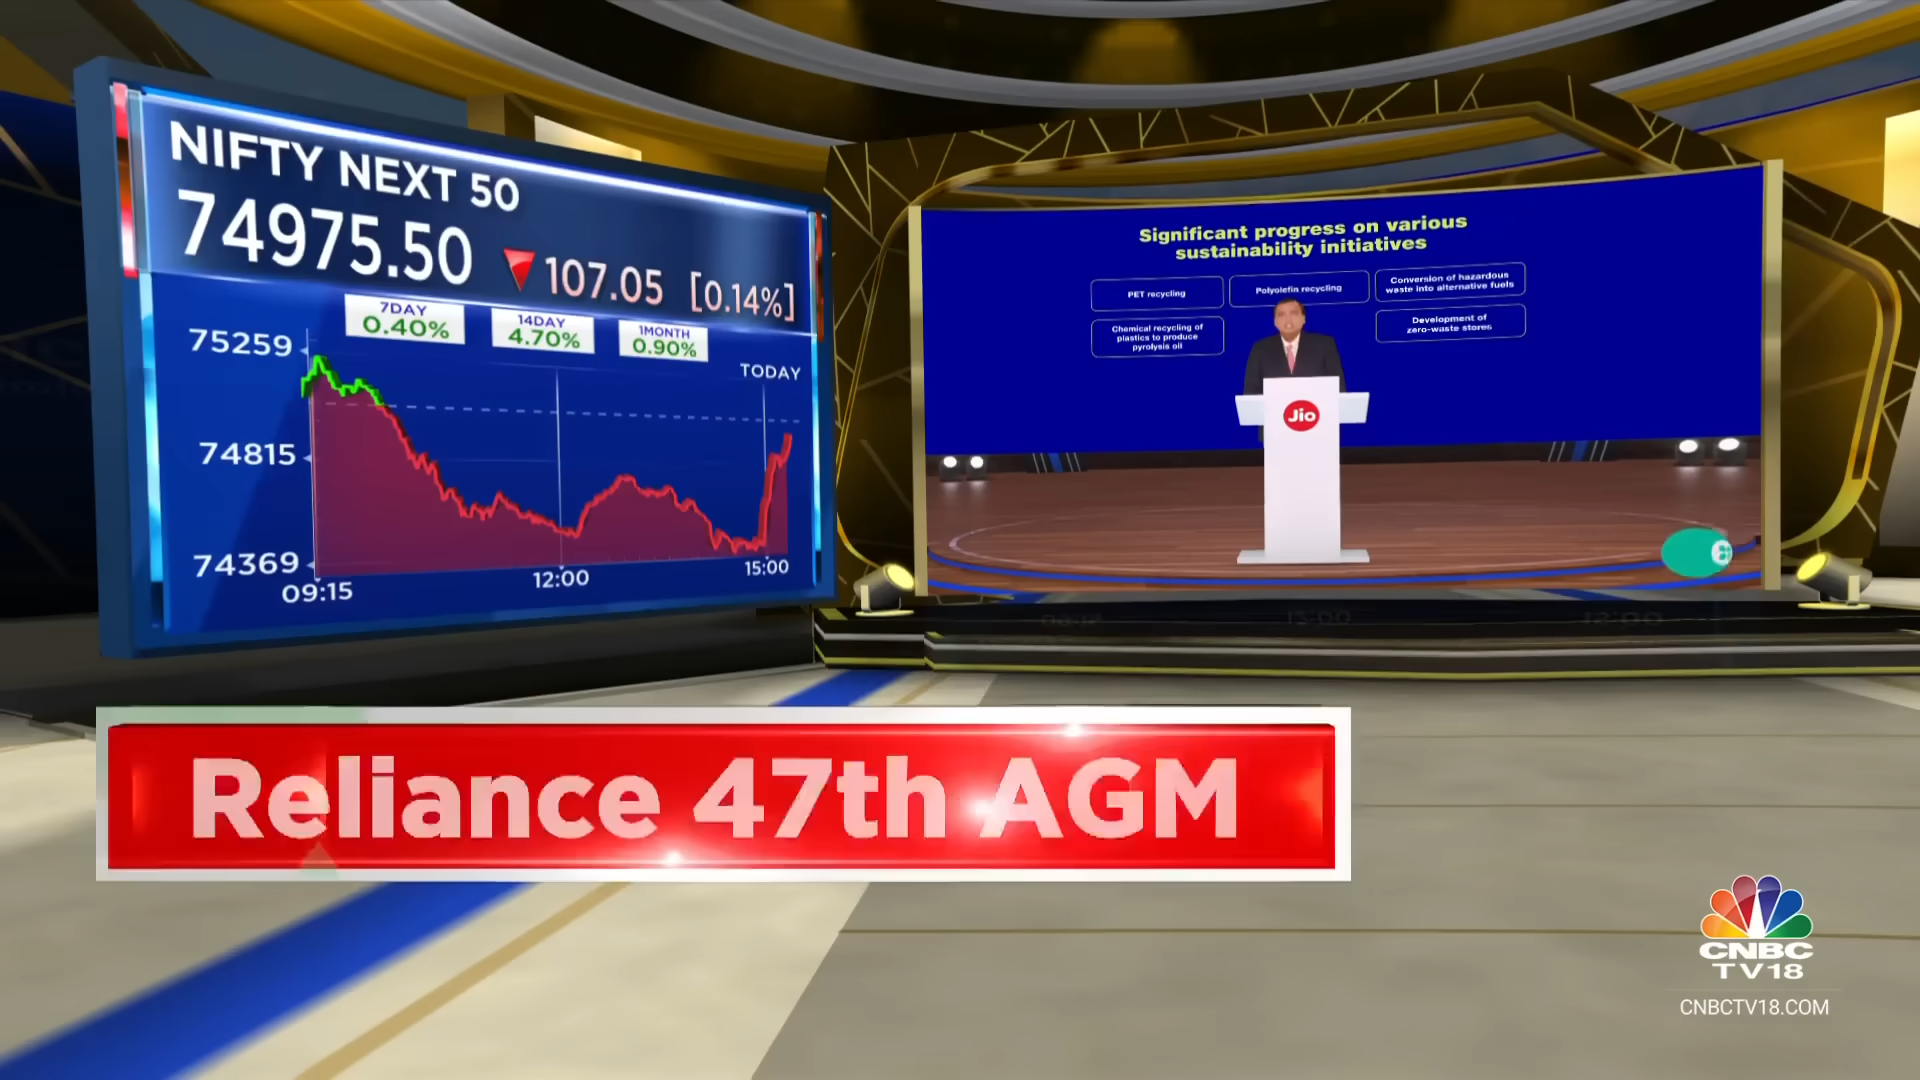 NIFTY NEXT 50
74975.50 ▼ 107.05 [0.14%]
7DAY
0.40%
14DAY
4.70%
1MONTH
0.90%
TODAY
75259
74815
74369
09:15
12:00
15:00
Significant progress on various
sustainability initiatives
PET recycling
Polyolefin recycling
Conversion of hazardous
waste into alternative fuels
Chemical recycling of
plastics to produce
pyrolysis oil
Development of
zero-waste stores
Jio
Reliance 47th AGM
CNBC
TV18
CNBCTV18.COM